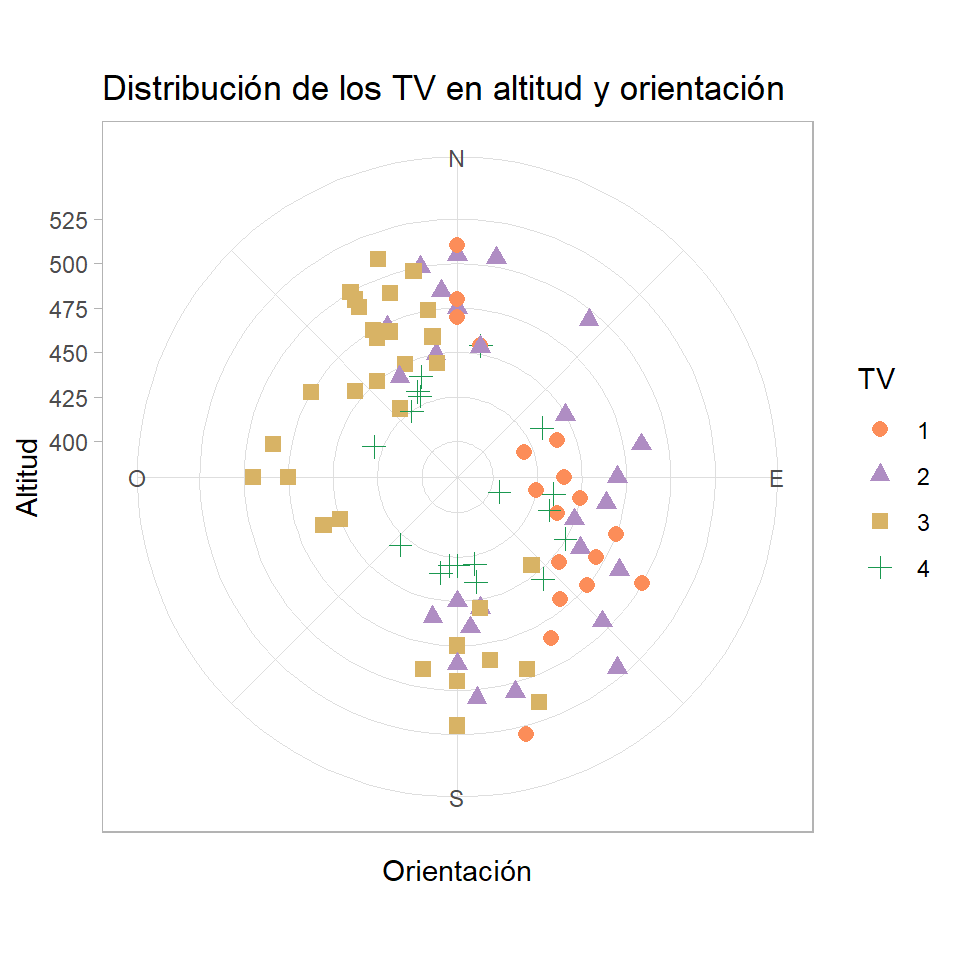 Distribución de los TV en altitud y orientación
N
525
500
475
450
425
400
O
E
S
Altitud
Orientación
TV
1
2
3
4